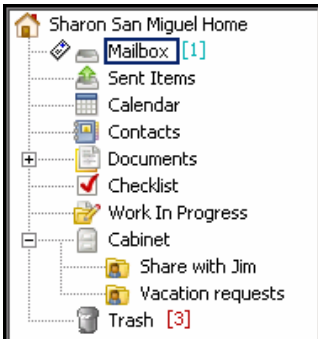 Sharon San Miguel Home
Mailbox [1]
Sent Items
Calendar
Contacts
Documents
Checklist
Work In Progress
Cabinet
Share with Jim
Vacation requests
Trash [3]